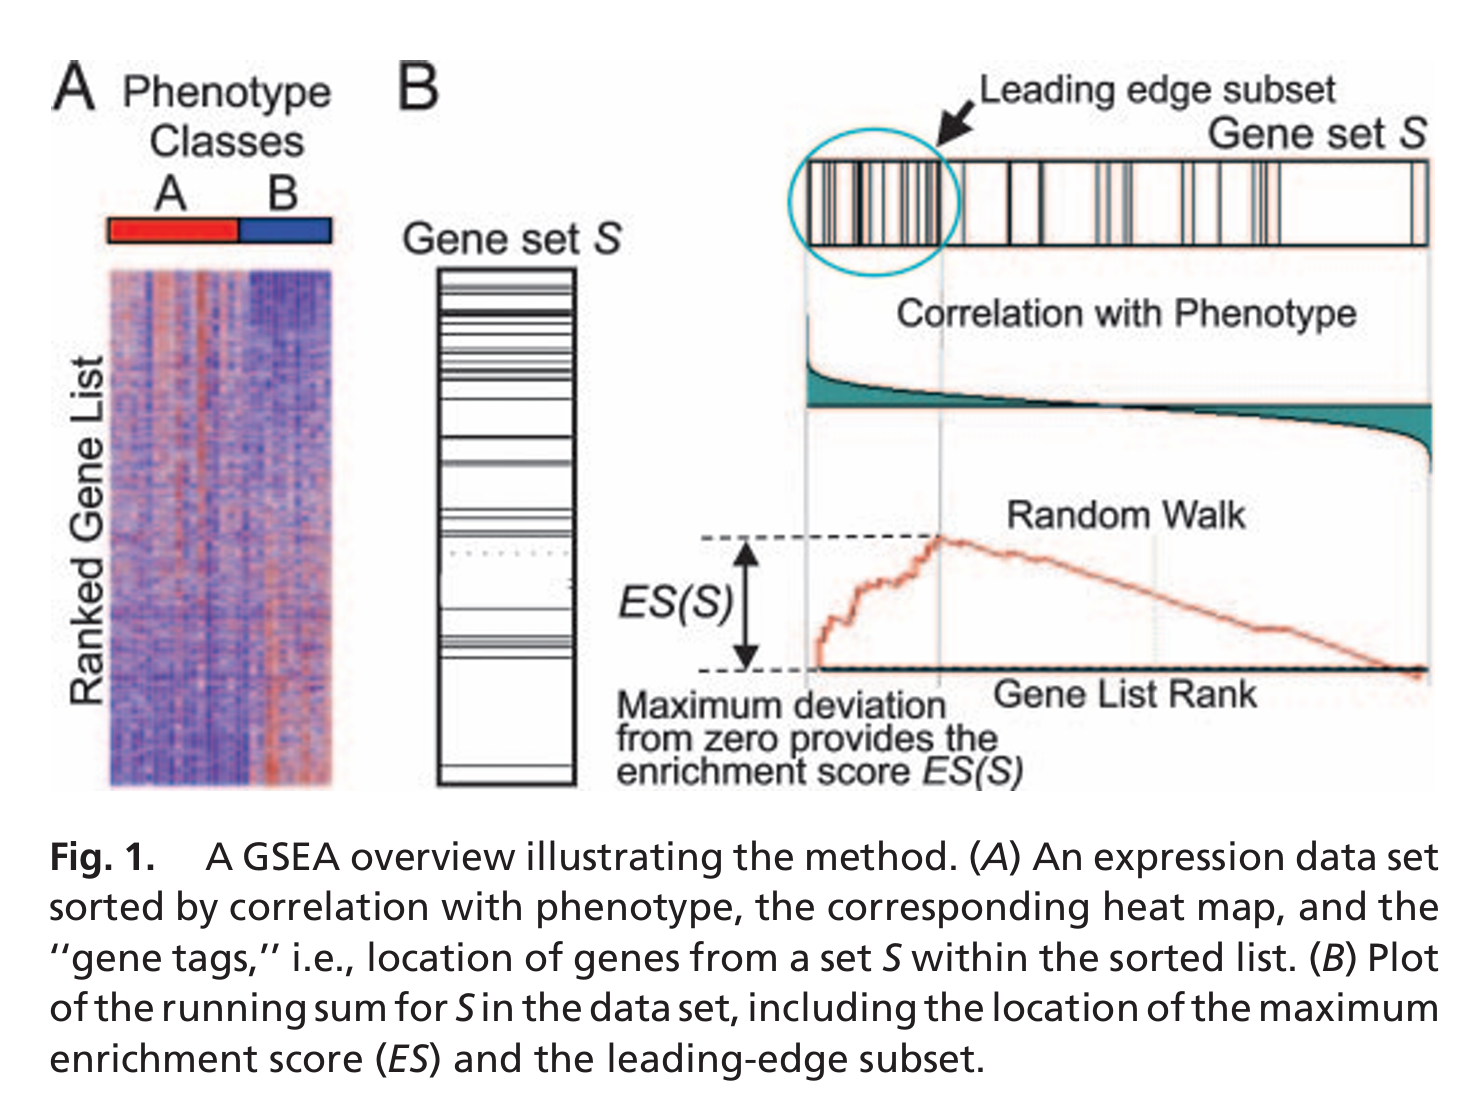 A
Phenotype
Classes
A B
Ranked Gene List
Gene set S
B
Leading edge subset
Gene set S
Correlation with Phenotype
Random Walk
ES(S)
Gene List Rank
Maximum deviation
from zero provides the
enrichment score ES(S)
Fig. 1. A GSEA overview illustrating the method. (A) An expression data set
sorted by correlation with phenotype, the corresponding heat map, and the
‘‘gene tags,’’ i.e., location of genes from a set S within the sorted list. (B) Plot
of the running sum for S in the data set, including the location of the maximum
enrichment score (ES) and the leading-edge subset.